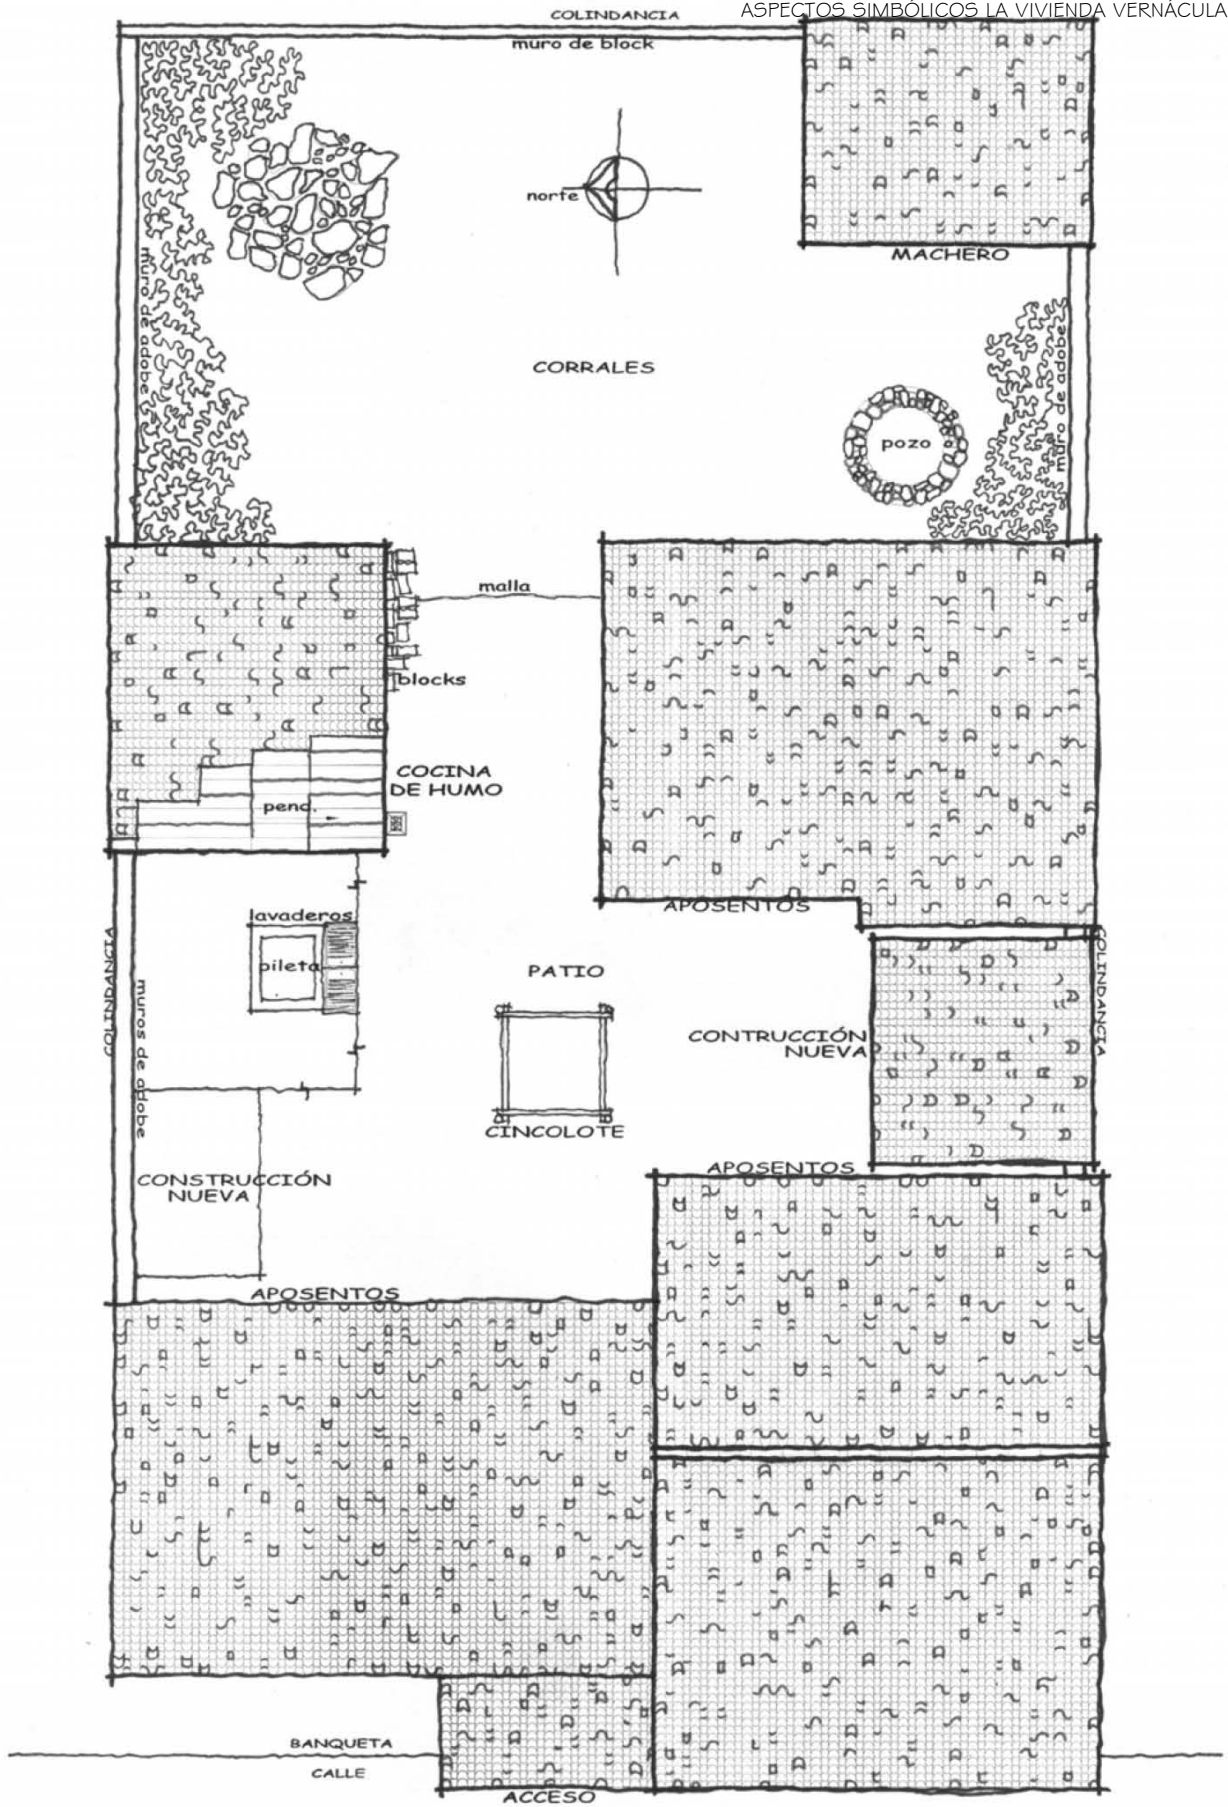 ASPECTOS SIMBÓLICOS LA VIVIENDA VERNÁCULA
COLINDANCIA
muro de block
norte
MACHERO
muro de adobe
muro de adobe
CORRALES
pozo
malla
blocks
COCINA
DE HUMO
pend.
APOSENTOS
lavaderos
pileta
PATIO
COLINDANCIA
COLINDANCIA
muros de adobe
CONTRUCCIÓN
NUEVA
CINCOLOTE
APOSENTOS
CONSTRUCCIÓN
NUEVA
APOSENTOS
BANQUETA
CALLE
ACCESO